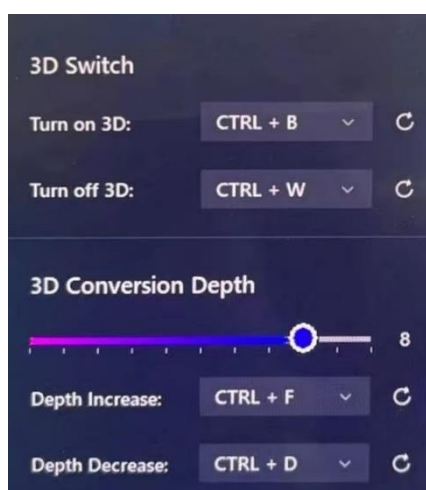 3D Switch
Turn on 3D: CTRL + B
Turn off 3D: CTRL + W
3D Conversion Depth
8
Depth Increase: CTRL + F
Depth Decrease: CTRL + D